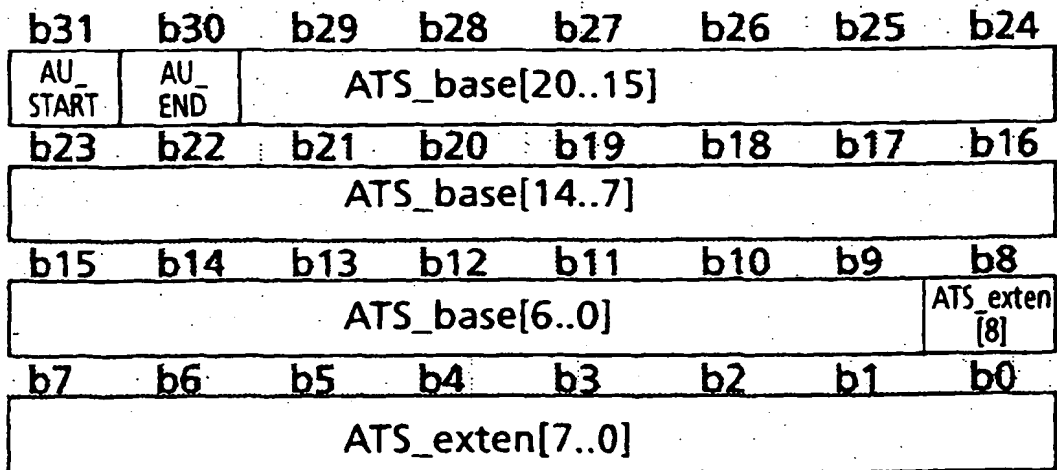 b31 b30 b29 b28 b27 b26 b25 b24
AU_ START AU_ END ATS_base[20..15]
b23 b22 b21 b20 b19 b18 b17 b16
ATS_base[14..7]
b15 b14 b13 b12 b11 b10 b9 b8
ATS_base[6..0] ATS_exten [8]
b7 b6 b5 b4 b3 b2 b1 b0
ATS_exten[7..0]